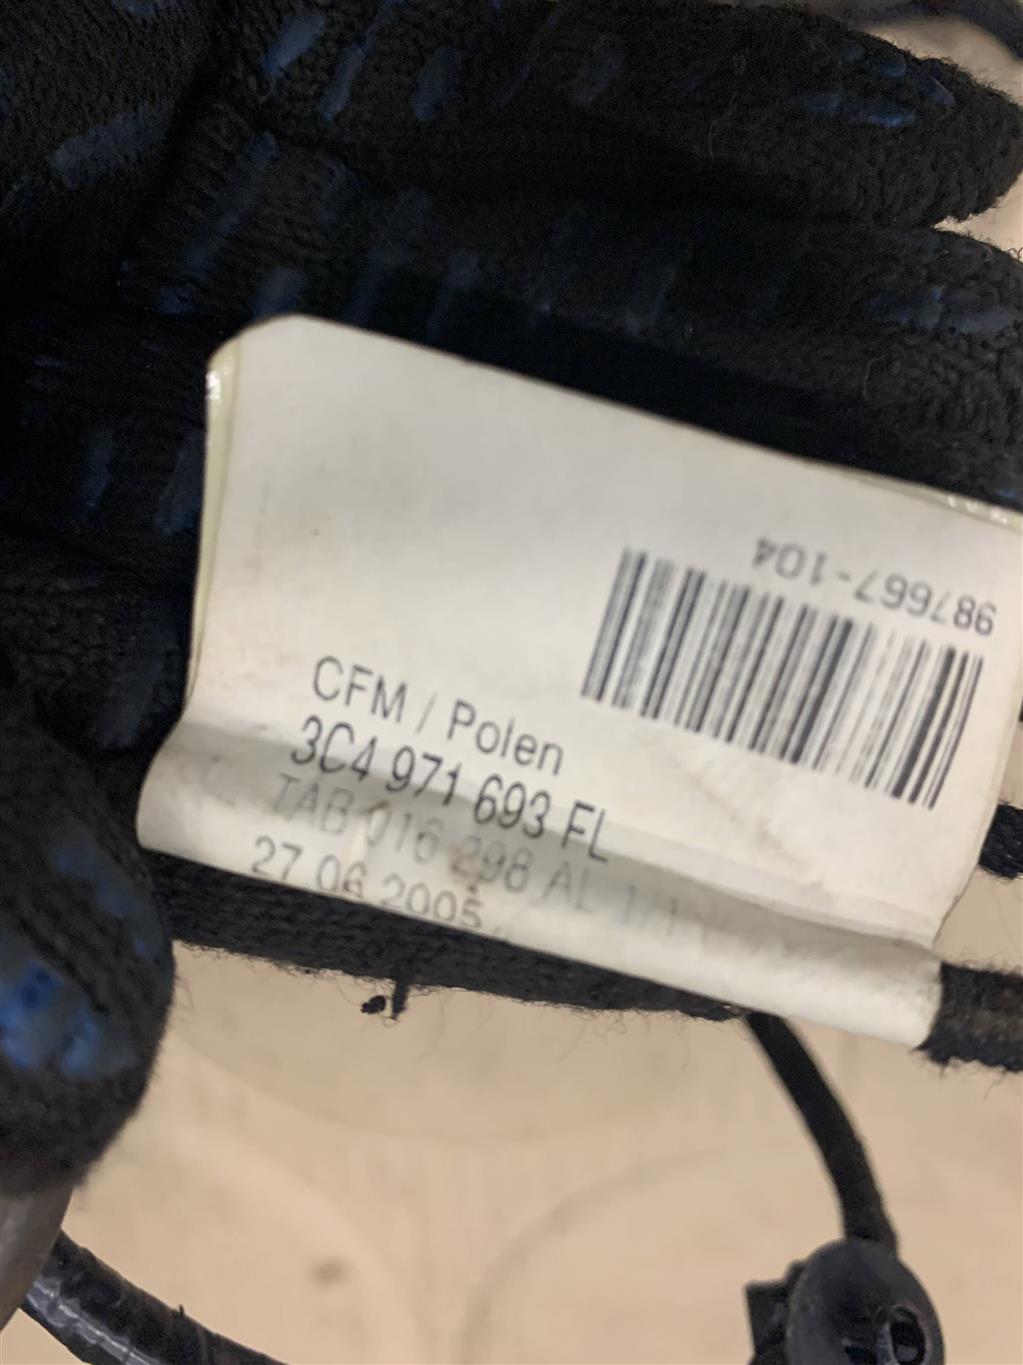 987667-104
CFM / Polen
3C4 971 693 FL
TAB 016 298 AL 1/1
27 06 2005